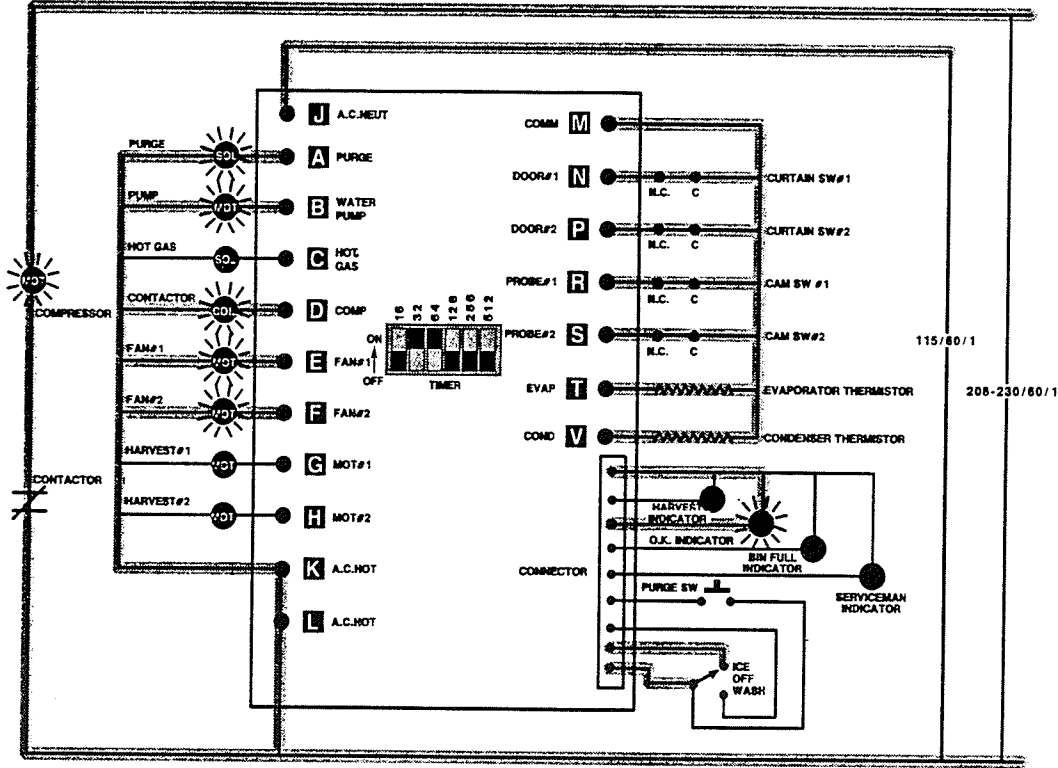 J A.C.NEUT
PURGE SOL A PURGE
PUMP MOT B WATER PUMP
HOT GAS SOL C HOT GAS
CONTACTOR COL D COMP
FAN#1 MOT E FAN#1
FAN#2 MOT F FAN#2
HARVEST#1 MOT G MOT#1
HARVEST#2 MOT H MOT#2
K A.C.HOT
L A.C.HOT
COMPRESSOR
CONTACTOR
16 32 64 128 256 512
ON
OFF
TIMER
COMM M
DOOR#1 N N.C. C CURTAIN SW#1
DOOR#2 P N.C. C CURTAIN SW#2
PROBE#1 R N.C. C CAM SW #1
PROBE#2 S N.C. C CAM SW#2
EVAP T EVAPORATOR THERMISTOR
COND V CONDENSER THERMISTOR
115/60/1
208-230/60/1
CONNECTOR
HARVEST
INDICATOR
O.K. INDICATOR
BIN FULL
INDICATOR
SERVICEMAN
INDICATOR
PURGE SW
ICE
OFF
WASH